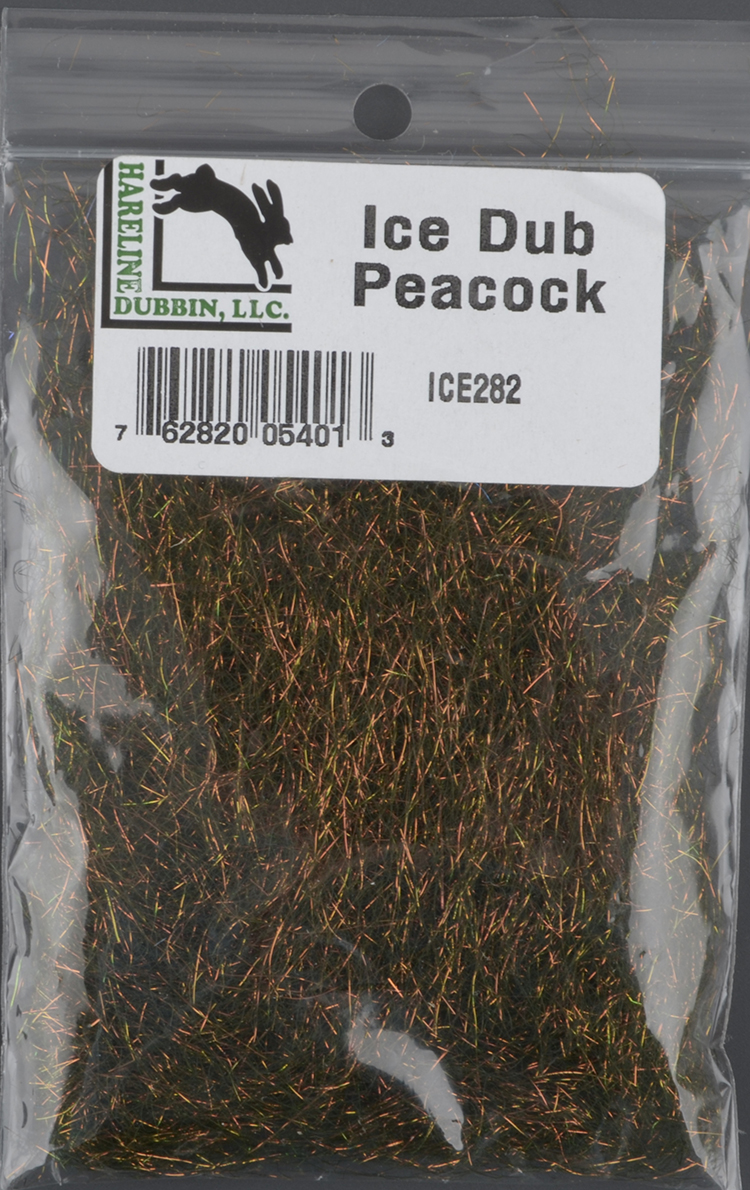 HARELINE
DUBBIN, LLC.
Ice Dub
Peacock
ICE282
7 62820 05401 3